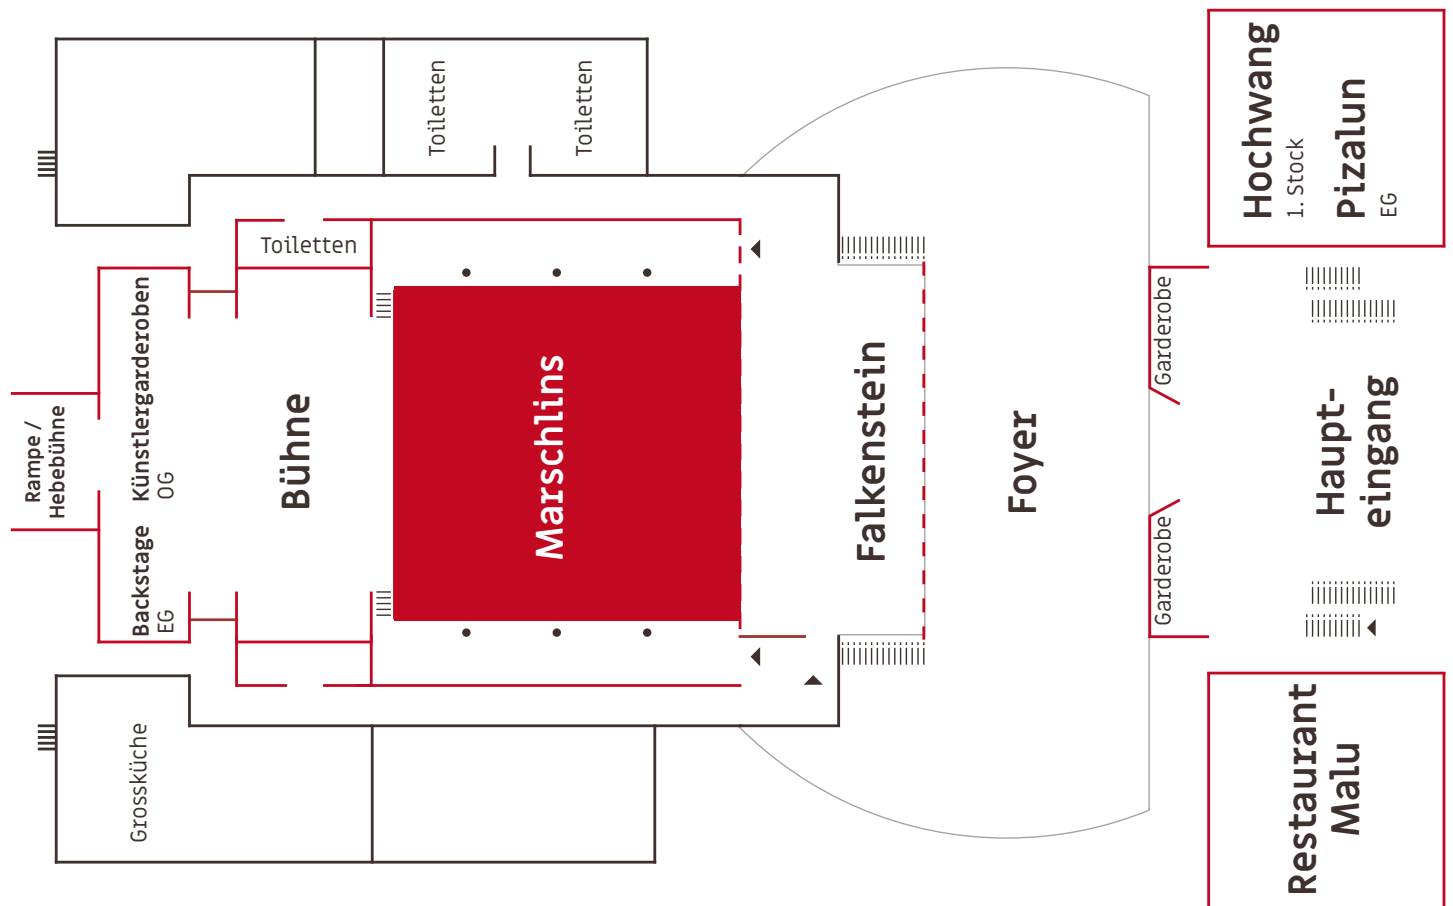 Rampe /
Hebebühne
Backstage
EG
Künstlergarderoben
OG
Grossküche
Toiletten
Bühne
Toiletten
Toiletten
Marschlins
Falkenstein
Foyer
Garderobe
Garderobe
Haupt-
eingang
Hochwang
1. Stock
Pizalun
EG
Restaurant
Malu